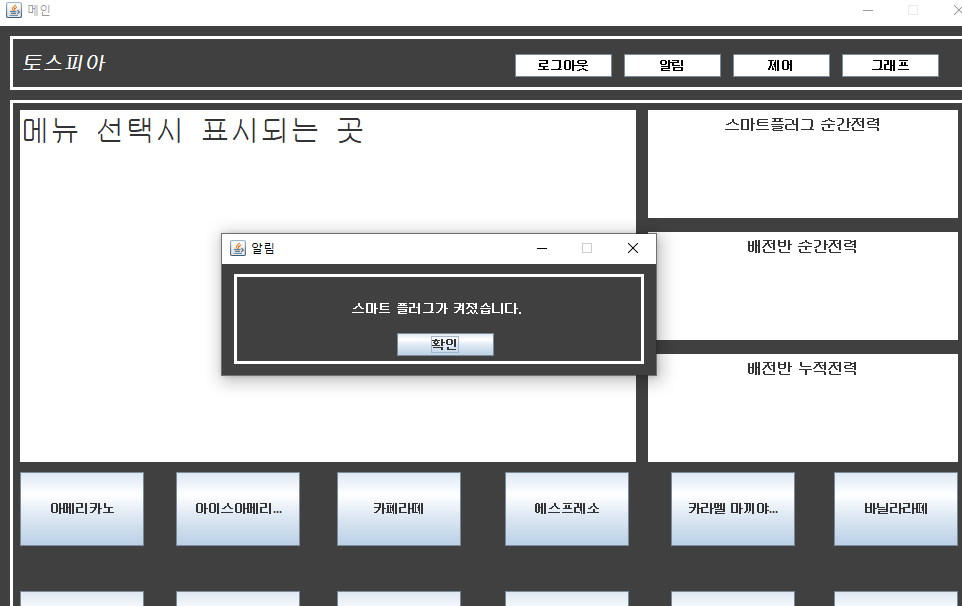 메인
토스피아
로그아웃 알림 제어 그래프
메뉴 선택시 표시되는 곳
스마트플러그 순간전력
배전반 순간전력
배전반 누적전력
알림
스마트 플러그가 켜졌습니다.
확인
아메리카노 아이스아메리... 카페라떼 에스프레소 카라멜 마끼야... 바닐라라떼